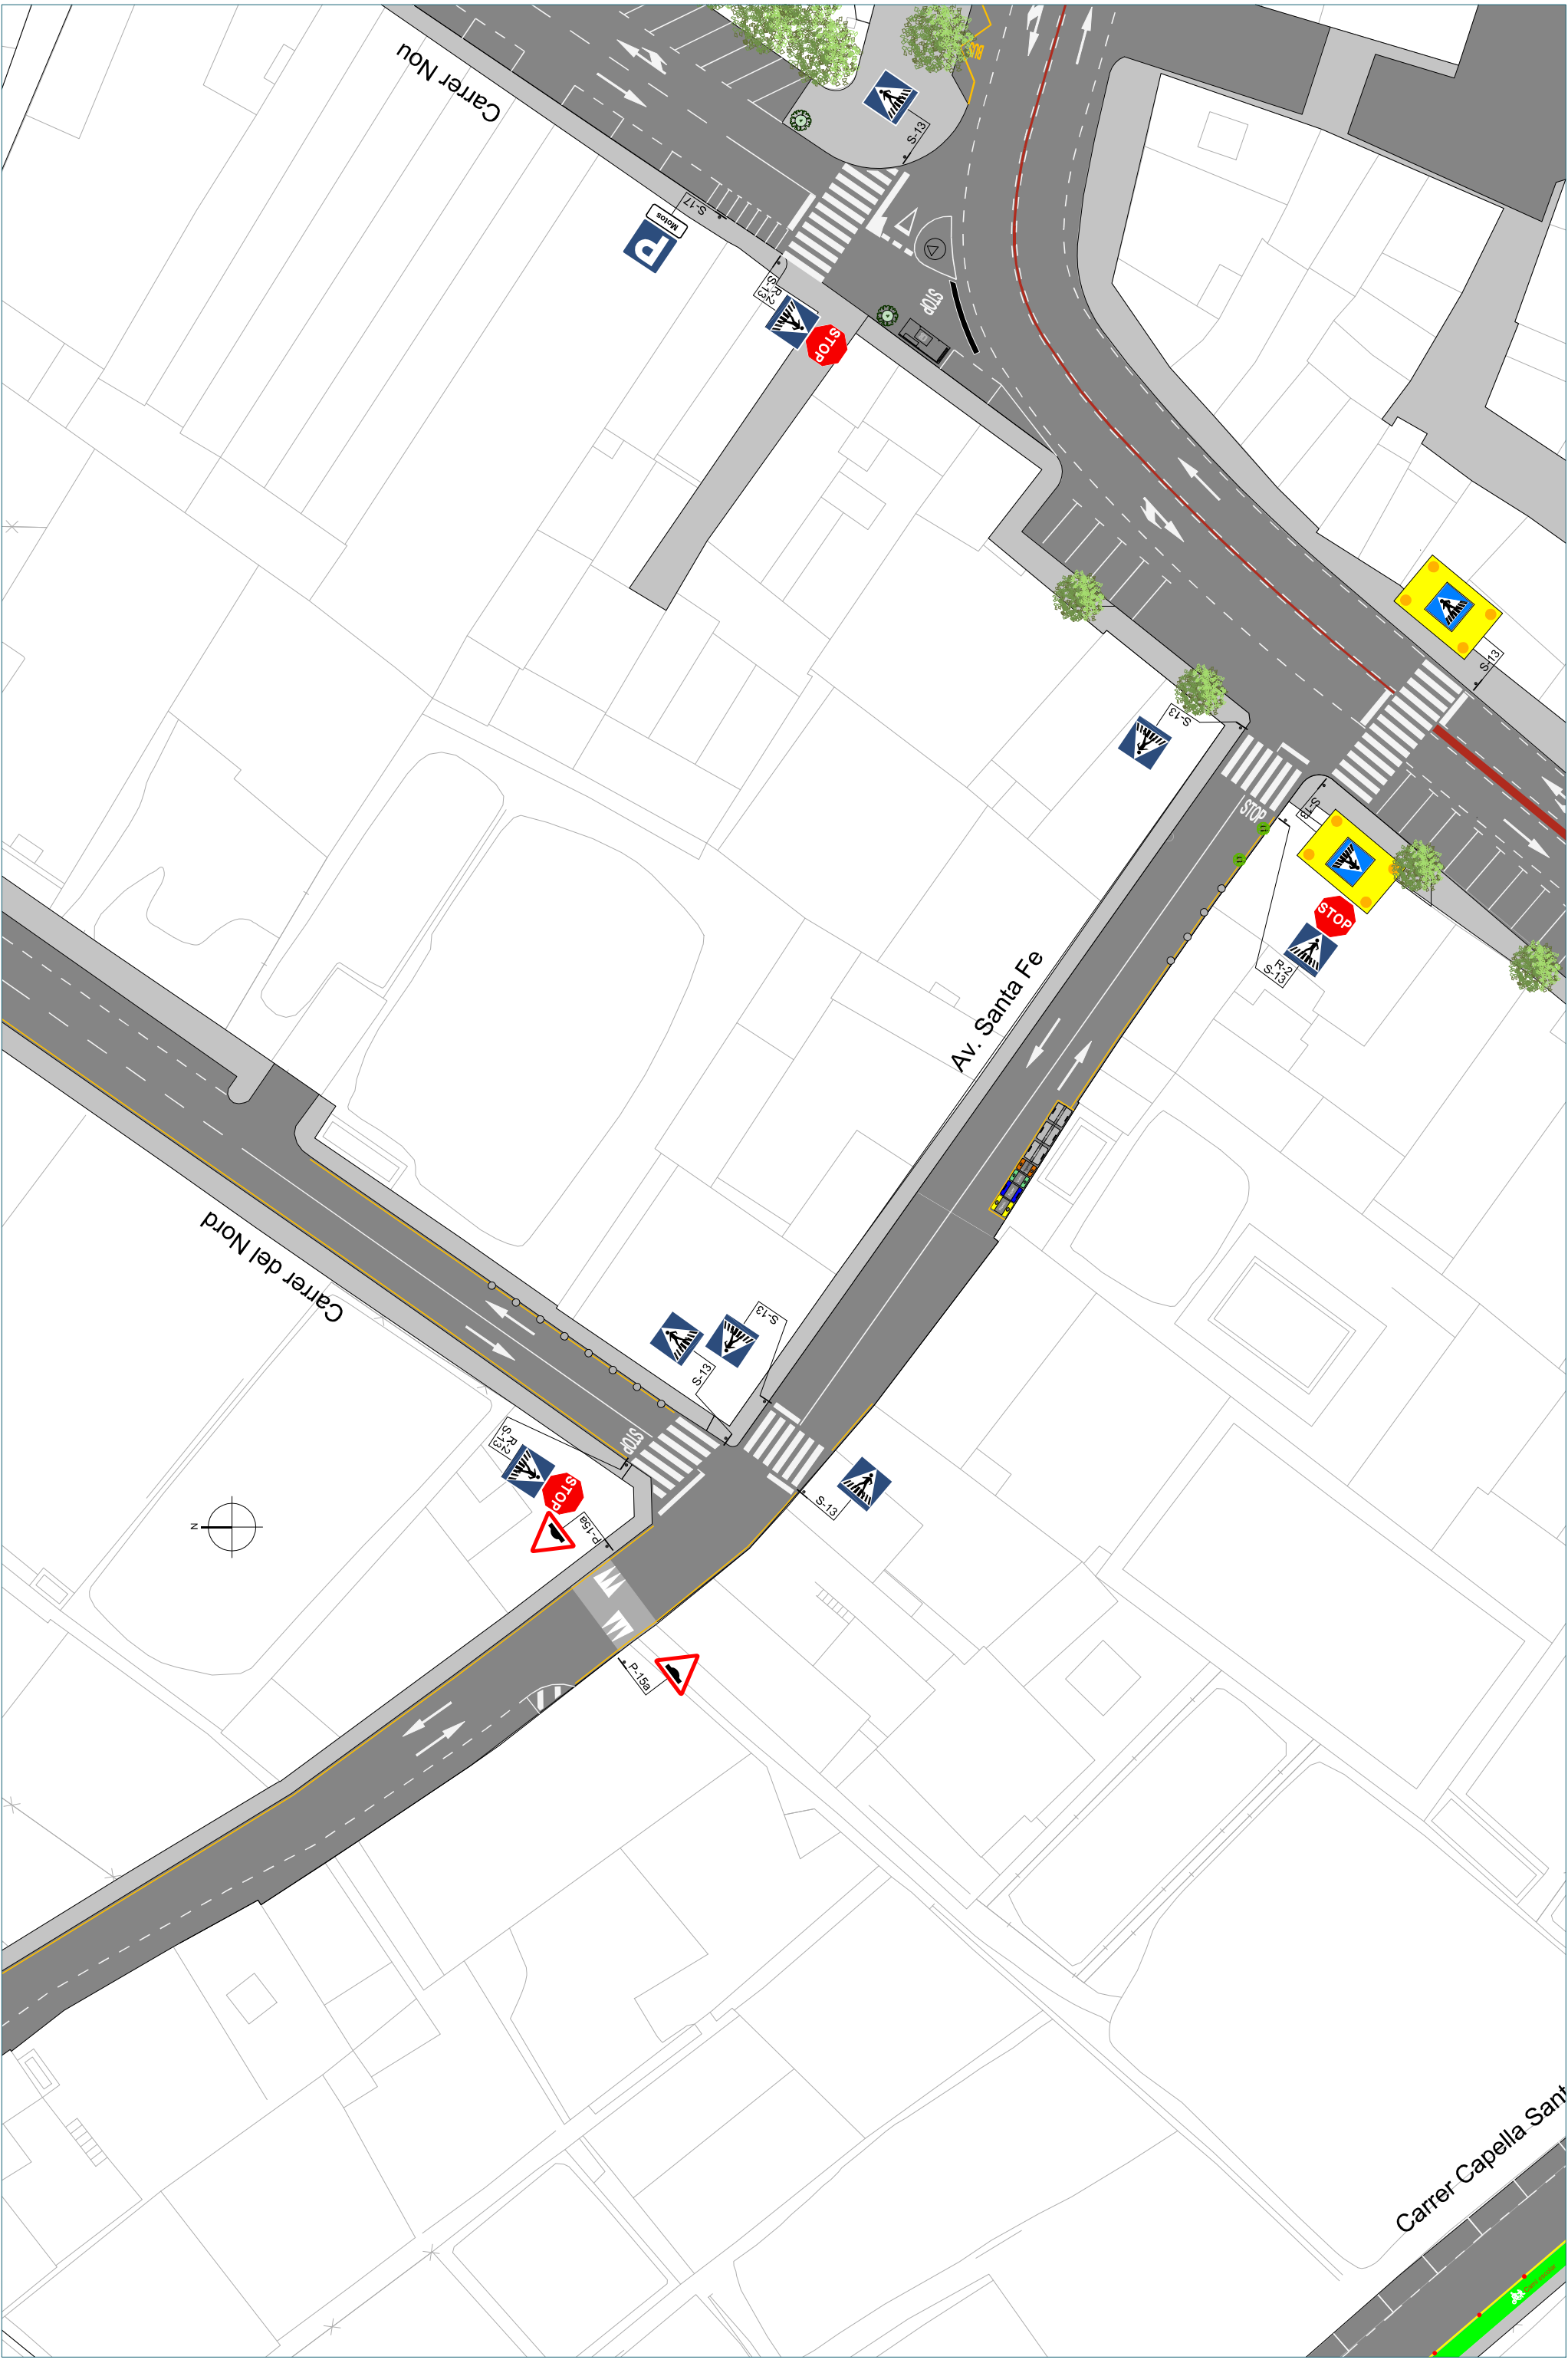 Carrer Nou
BUS
S-13
S-17
Motos
P
R-2
S-13
STOP
STOP
S-13
S-13
STOP
S-13
STOP
R-2
S-13
Av. Santa Fe
Carrer del Nord
S-13
S-13
STOP
R-2
S-13
STOP
P-15a
S-13
N
P-15a
Carrer Capella Sant